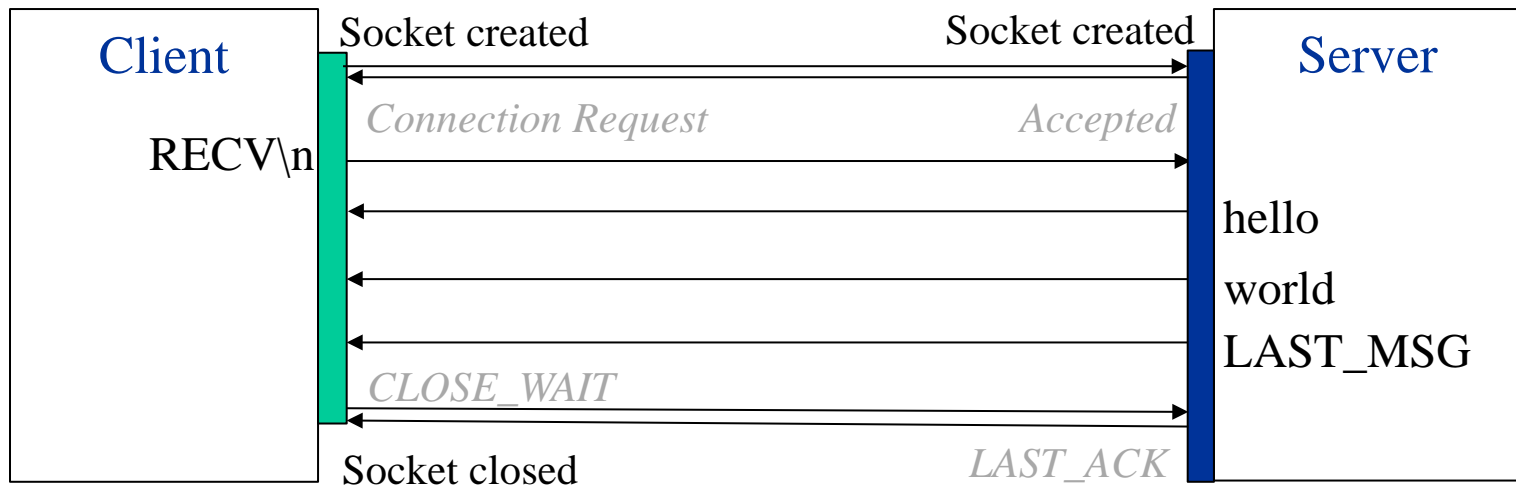 Client
Socket created
Socket created
Server
Connection Request
Accepted
RECV\n
hello
world
LAST_MSG
CLOSE_WAIT
LAST_ACK
Socket closed